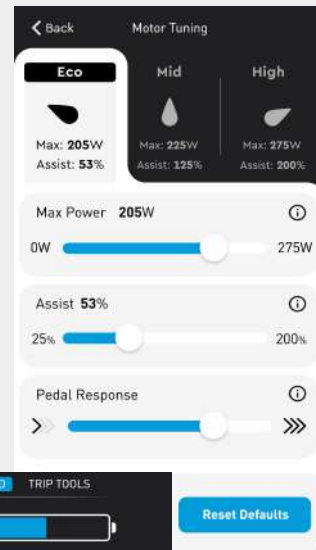 Back Motor Tuning
Eco Mid High
Max: 205W Max: 225W Max: 275W
Assist: 53% Assist: 125% Assist: 200%
Max Power 205W
0W 275W
Assist 53%
25% 200%
Pedal Response
TRIP TOOLS
Reset Defaults